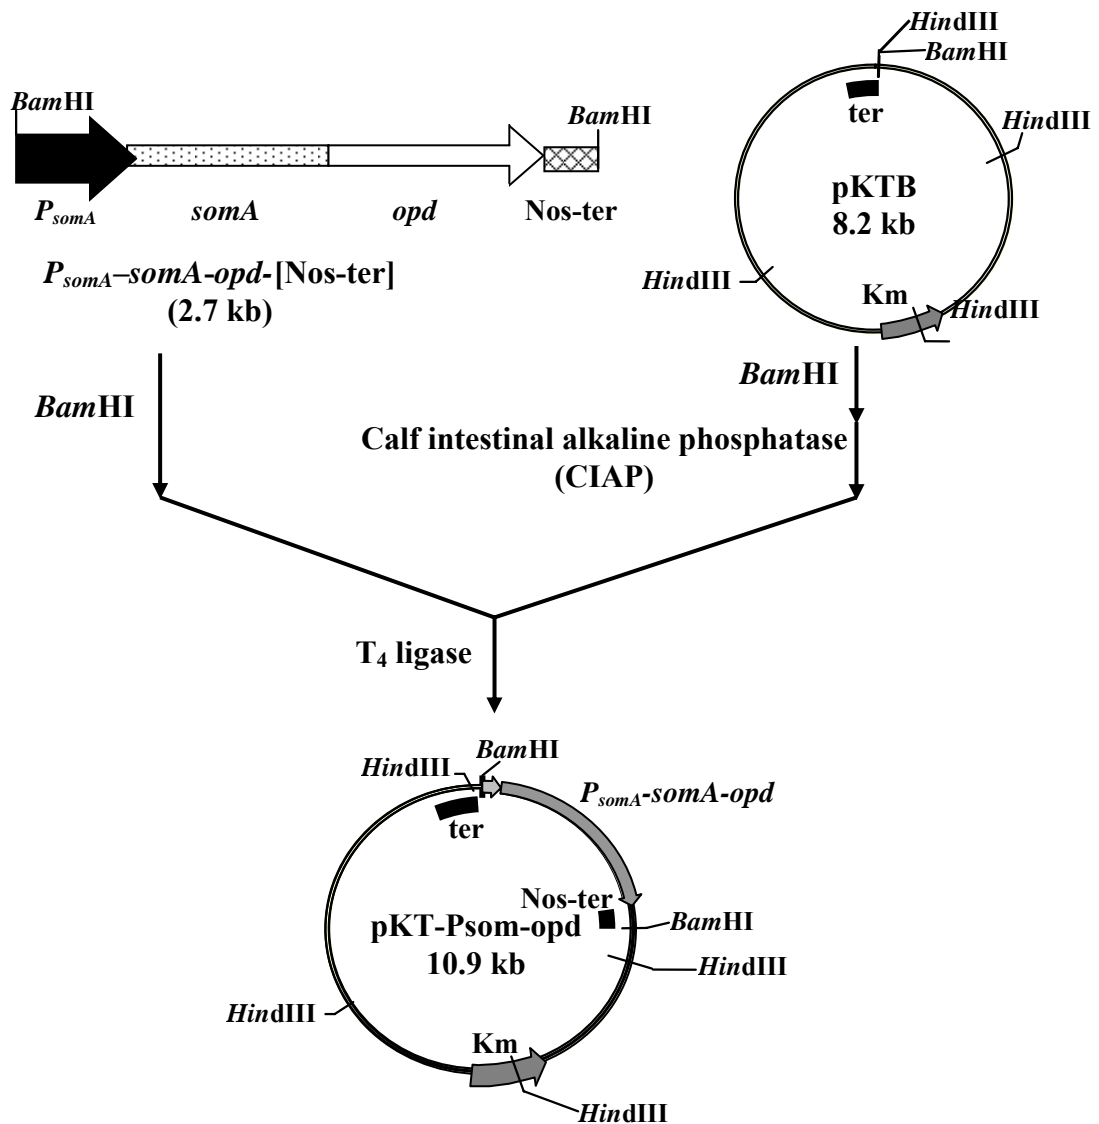 HindIII
BamHI
BamHI
BamHI
HindIII
ter
pKTB
8.2 kb
PsomA
somA
opd
Nos-ter
PsomA–somA-opd-[Nos-ter]
(2.7 kb)
HindIII
Km
HindIII
BamHI
BamHI
Calf intestinal alkaline phosphatase
(CIAP)
T4 ligase
BamHI
HindIII
PsomA-somA-opd
ter
Nos-ter
pKT-Psom-opd
10.9 kb
BamHI
HindIII
HindIII
Km
HindIII